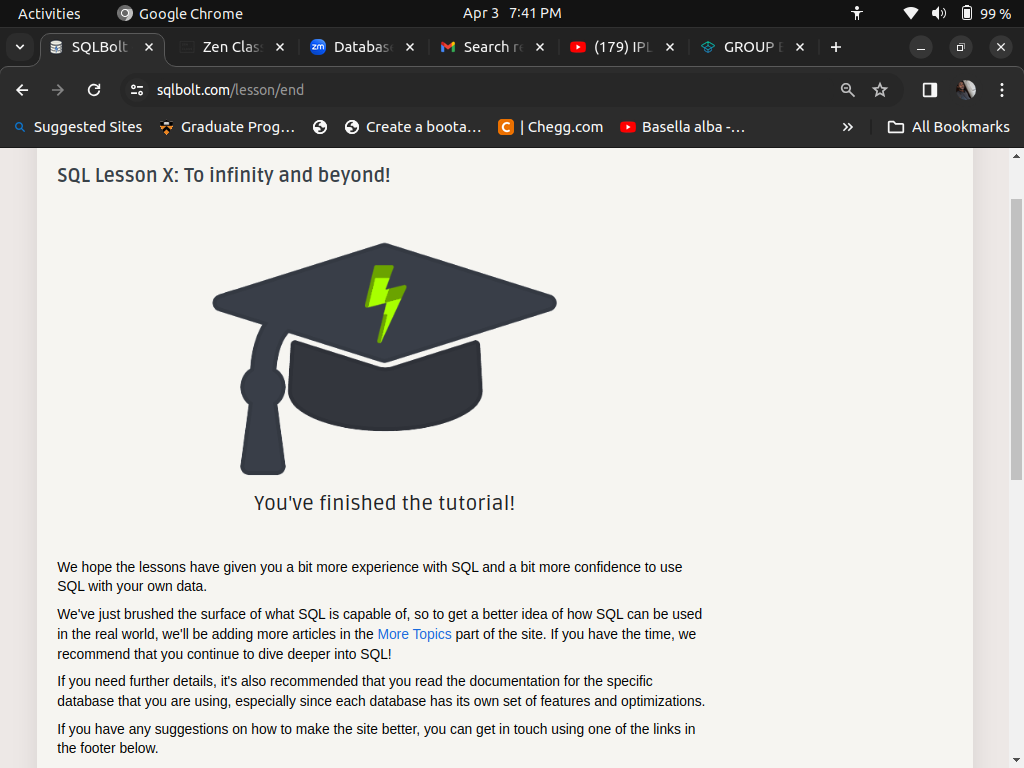 Activities
Google Chrome
Apr 3 7:41 PM
99 %
SQLBolt
Zen Clas
zm
Database
Search re
(179) IPL
GROUP B
sqlbolt.com/lesson/end
Suggested Sites
Graduate Prog...
Create a boota...
C
| Chegg.com
Basella alba -...
All Bookmarks
SQL Lesson X: To infinity and beyond!
You've finished the tutorial!
We hope the lessons have given you a bit more experience with SQL and a bit more confidence to use
SQL with your own data.
We've just brushed the surface of what SQL is capable of, so to get a better idea of how SQL can be used
in the real world, we'll be adding more articles in the More Topics part of the site. If you have the time, we
recommend that you continue to dive deeper into SQL!
If you need further details, it's also recommended that you read the documentation for the specific
database that you are using, especially since each database has its own set of features and optimizations.
If you have any suggestions on how to make the site better, you can get in touch using one of the links in
the footer below.